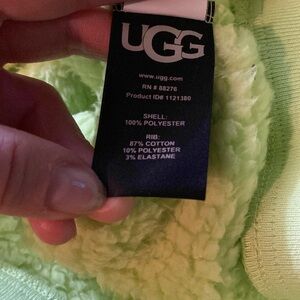 UGG
www.ugg.com
RN # 88276
Product ID# 1121380
SHELL:
100% POLYESTER
RIB:
87% COTTON
10% POLYESTER
3% ELASTANE